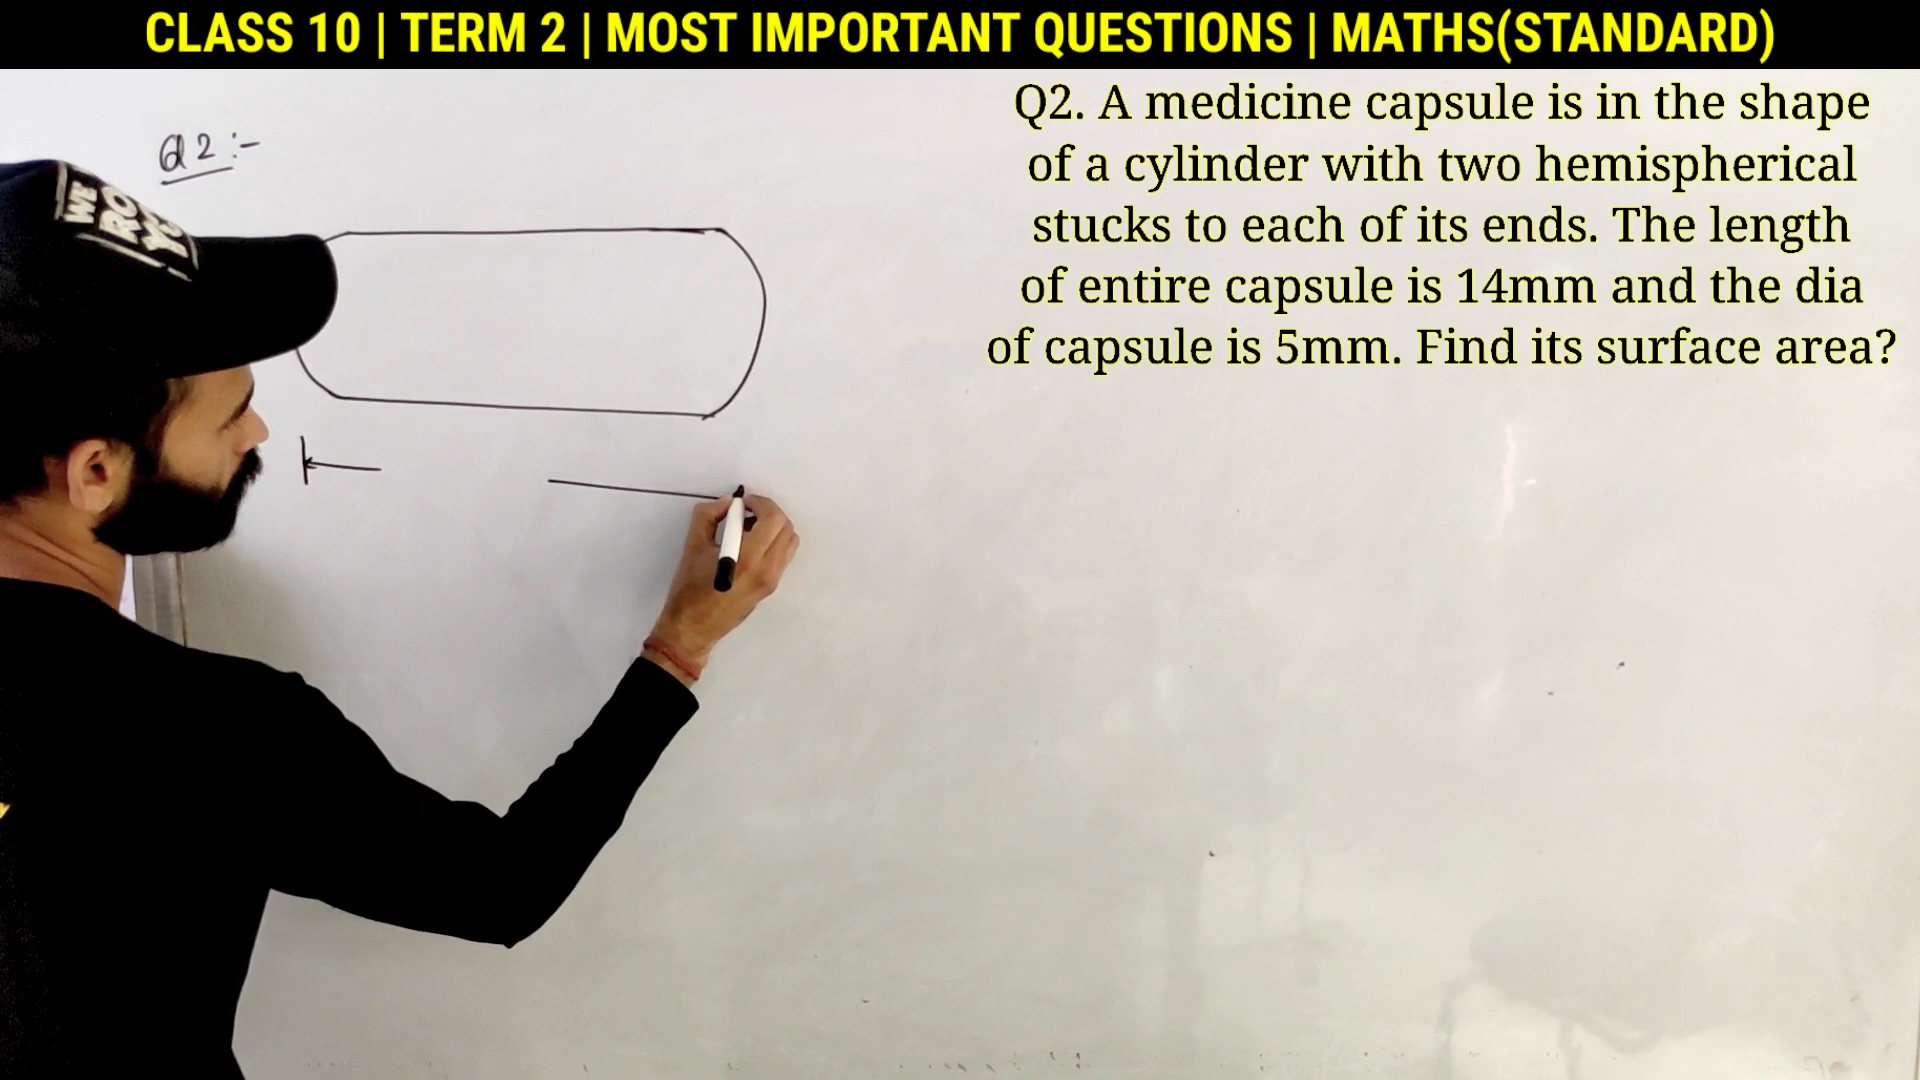 CLASS 10 | TERM 2 | MOST IMPORTANT QUESTIONS | MATHS(STANDARD)
Q2. A medicine capsule is in the shape
of a cylinder with two hemispherical
stucks to each of its ends. The length
of entire capsule is 14mm and the dia
of capsule is 5mm. Find its surface area?
Q2:-
WE